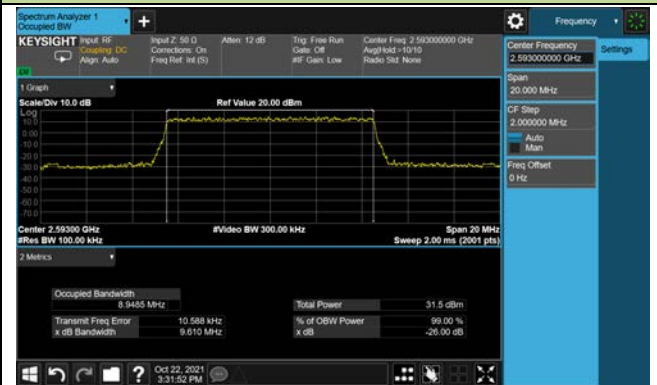 Spectrum Analyzer 1
Occupied BW
+
Frequency
KEYSIGHT
Input: RF
Coupling: DC
Align: Auto
Input Z: 50 Ω
Corrections: On
Freq Ref: Int (S)
Atten: 12 dB
Trig: Free Run
Gate: Off
#IF Gain: Low
Center Freq: 2.593000000 GHz
Avg|Hold:>10/10
Radio Std: None
Center Frequency
2.593000000 GHz
Settings
Span
20.000 MHz
CF Step
2.000000 MHz
Auto
Man
Freq Offset
0 Hz
1 Graph
Scale/Div 10.0 dB
Ref Value 20.00 dBm
Log
10.0
0.00
-10.0
-20.0
-30.0
-40.0
-50.0
-60.0
-70.0
Center 2.59300 GHz
#Video BW 300.00 kHz
Span 20 MHz
#Res BW 100.00 kHz
Sweep 2.00 ms (2001 pts)
2 Metrics
Occupied Bandwidth
8.9485 MHz
Total Power 31.5 dBm
Transmit Freq Error 10.588 kHz
% of OBW Power 99.00 %
x dB Bandwidth 9.610 MHz
x dB -26.00 dB
?
Oct 22, 2021
3:31:52 PM